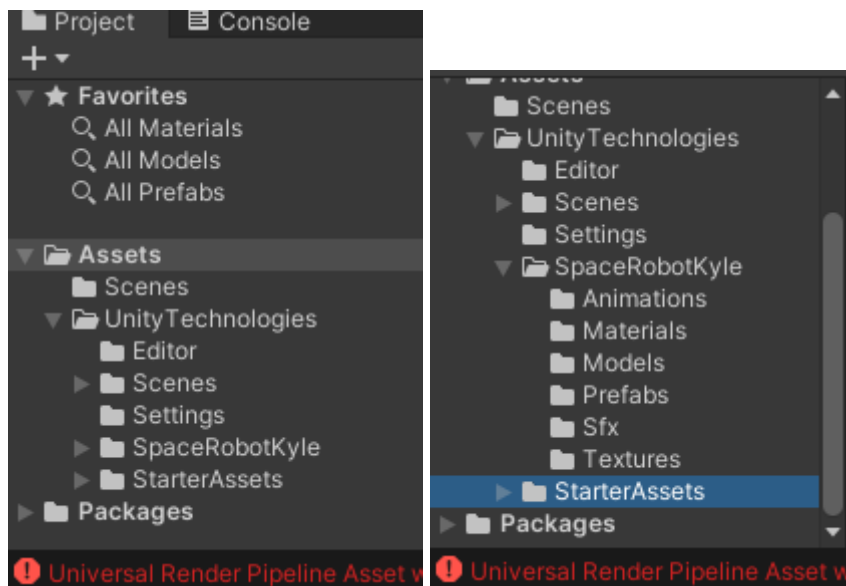 Project
Console
Favorites
All Materials
All Models
All Prefabs
Assets
Scenes
UnityTechnologies
Editor
Scenes
Settings
SpaceRobotKyle
StarterAssets
Packages
Universal Render Pipeline Asset
Assets
Scenes
UnityTechnologies
Editor
Scenes
Settings
SpaceRobotKyle
Animations
Materials
Models
Prefabs
Sfx
Textures
StarterAssets
Packages
Universal Render Pipeline Asset